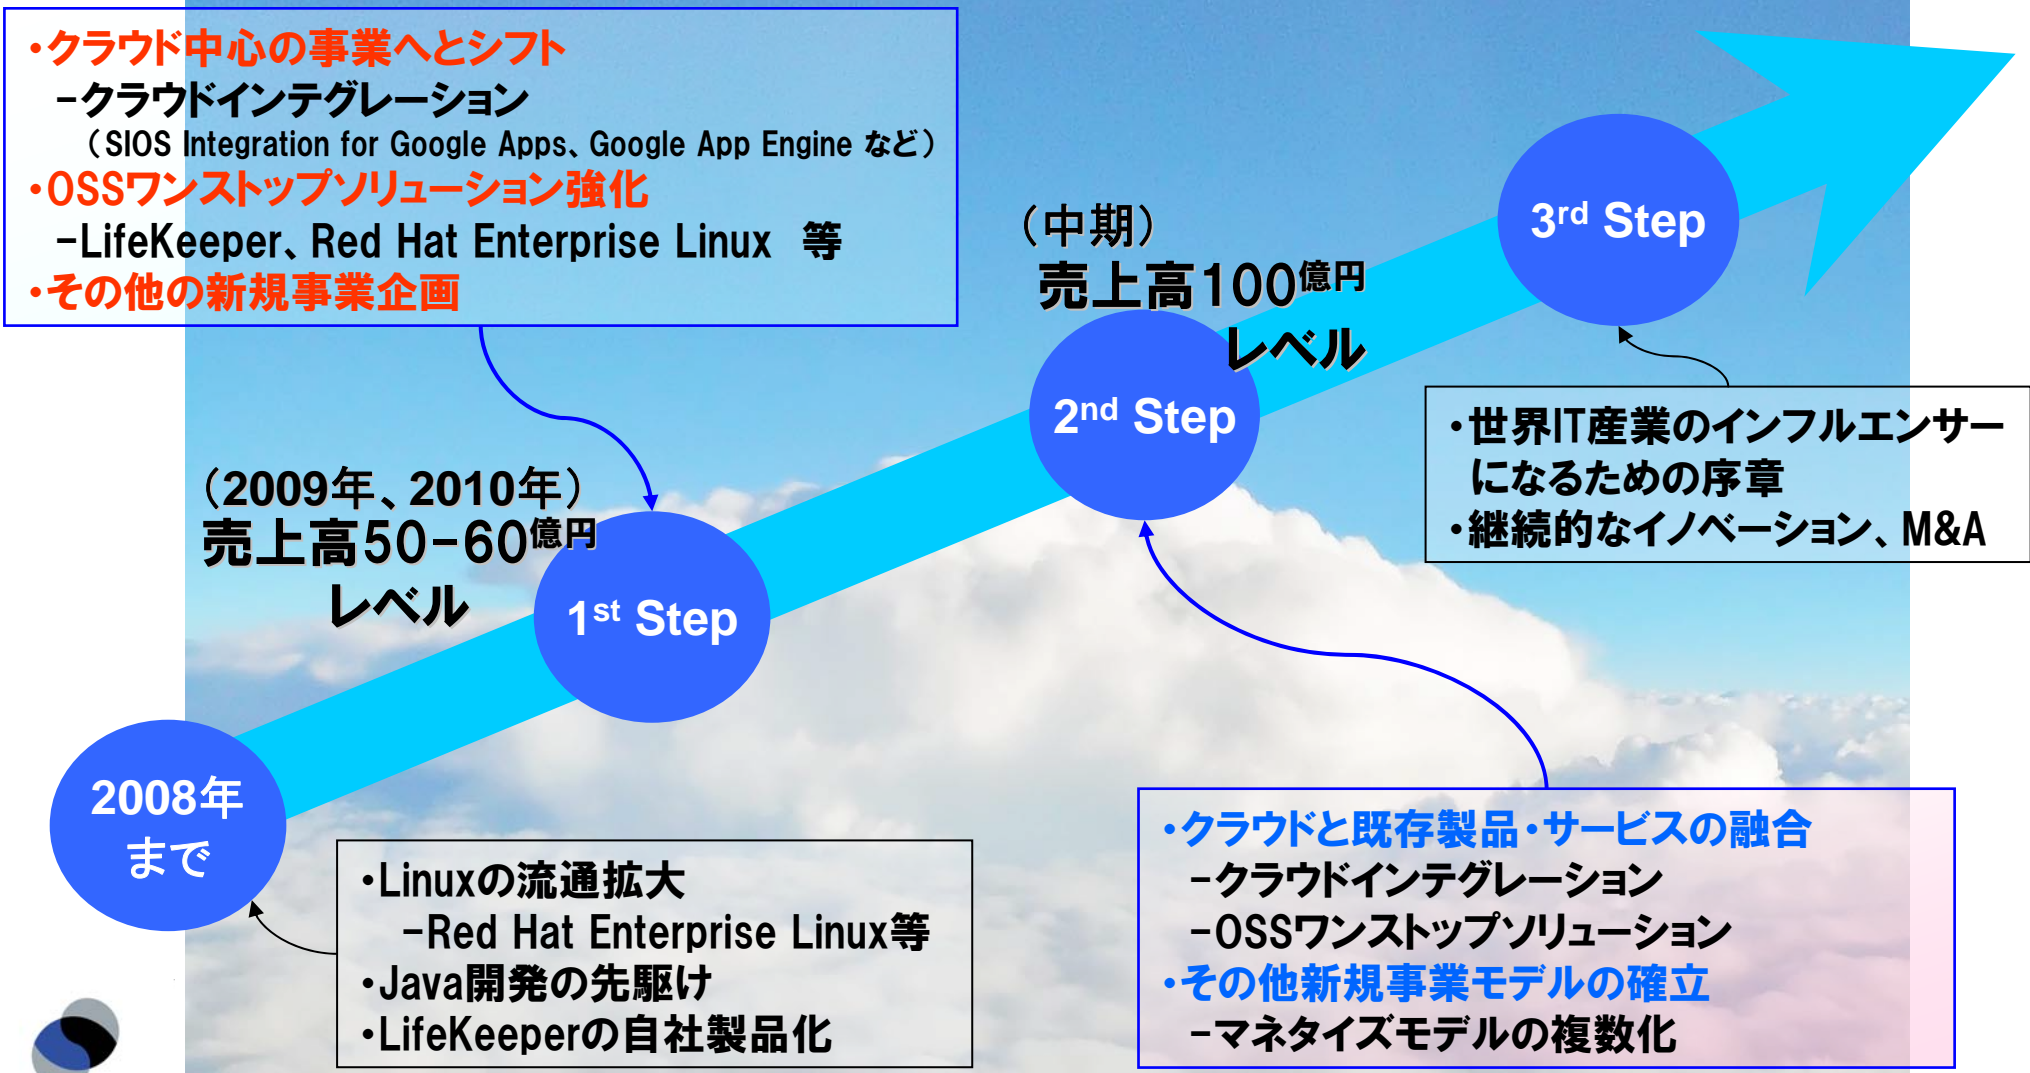 ・クラウド中心の事業へとシフト
－クラウドインテグレーション
（SIOS Integration for Google Apps、Google App Engine など）
・OSSワンストップソリューション強化
－LifeKeeper、Red Hat Enterprise Linux　等
・その他の新規事業企画
（中期）
売上高100億円
レベル
3rd Step
2nd Step
・世界IT産業のインフルエンサー
になるための序章
・継続的なイノベーション、M&A
（2009年、2010年）
売上高50－60億円
レベル
1st Step
2008年
まで
・Linuxの流通拡大
－Red Hat Enterprise Linux等
・Java開発の先駆け
・LifeKeeperの自社製品化
・クラウドと既存製品・サービスの融合
－クラウドインテグレーション
－OSSワンストップソリューション
・その他新規事業モデルの確立
－マネタイズモデルの複数化